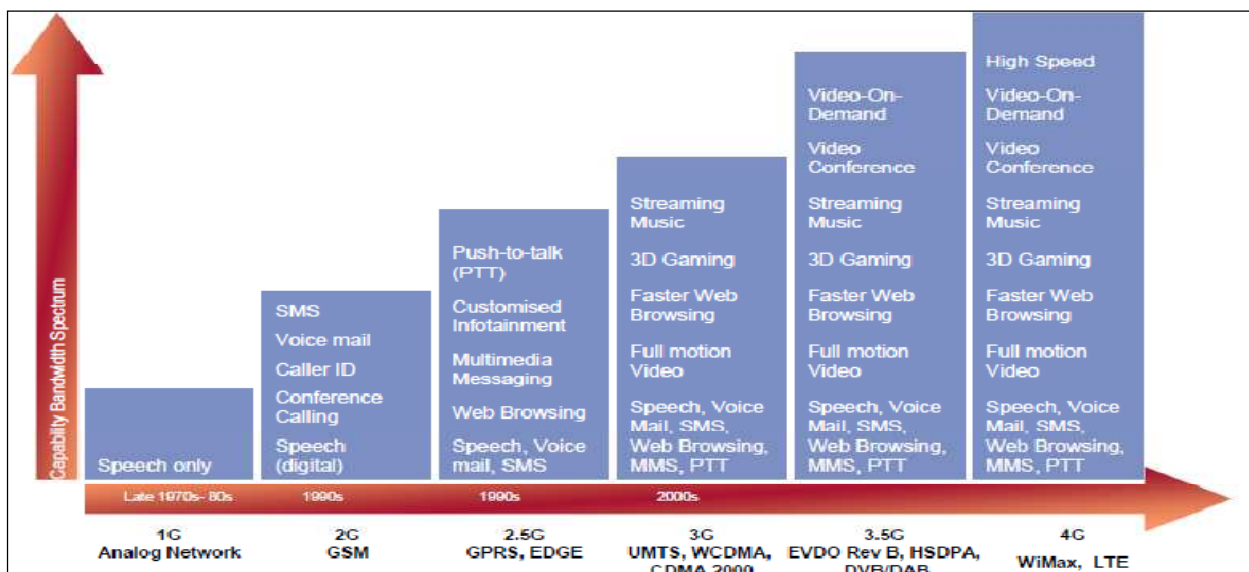 Capability Bandwidth Spectrum
Speech only
SMS
Voice mail
Caller ID
Conference
Calling
Speech
(digital)
Push-to-talk
(PTT)
Customised
Infotainment
Multimedia
Messaging
Web Browsing
Speech, Voice
mail, SMS
Streaming
Music
3D Gaming
Faster Web
Browsing
Full motion
Video
Speech, Voice
Mail, SMS,
Web Browsing,
MMS, PTT
Video-On-
Demand
Video
Conference
Streaming
Music
3D Gaming
Faster Web
Browsing
Full motion
Video
Speech, Voice
Mail, SMS,
Web Browsing,
MMS, PTT
High Speed
Video-On-
Demand
Video
Conference
Streaming
Music
3D Gaming
Faster Web
Browsing
Full motion
Video
Speech, Voice
Mail, SMS,
Web Browsing,
MMS, PTT
Late 1970s- 80s
1990s
1990s
2000s
1G
Analog Network
2G
GSM
2.5G
GPRS, EDGE
3G
UMTS, WCDMA,
CDMA 2000
3.5G
EVDO Rev B, HSDPA,
DVB/DAB
4G
WiMax, LTE